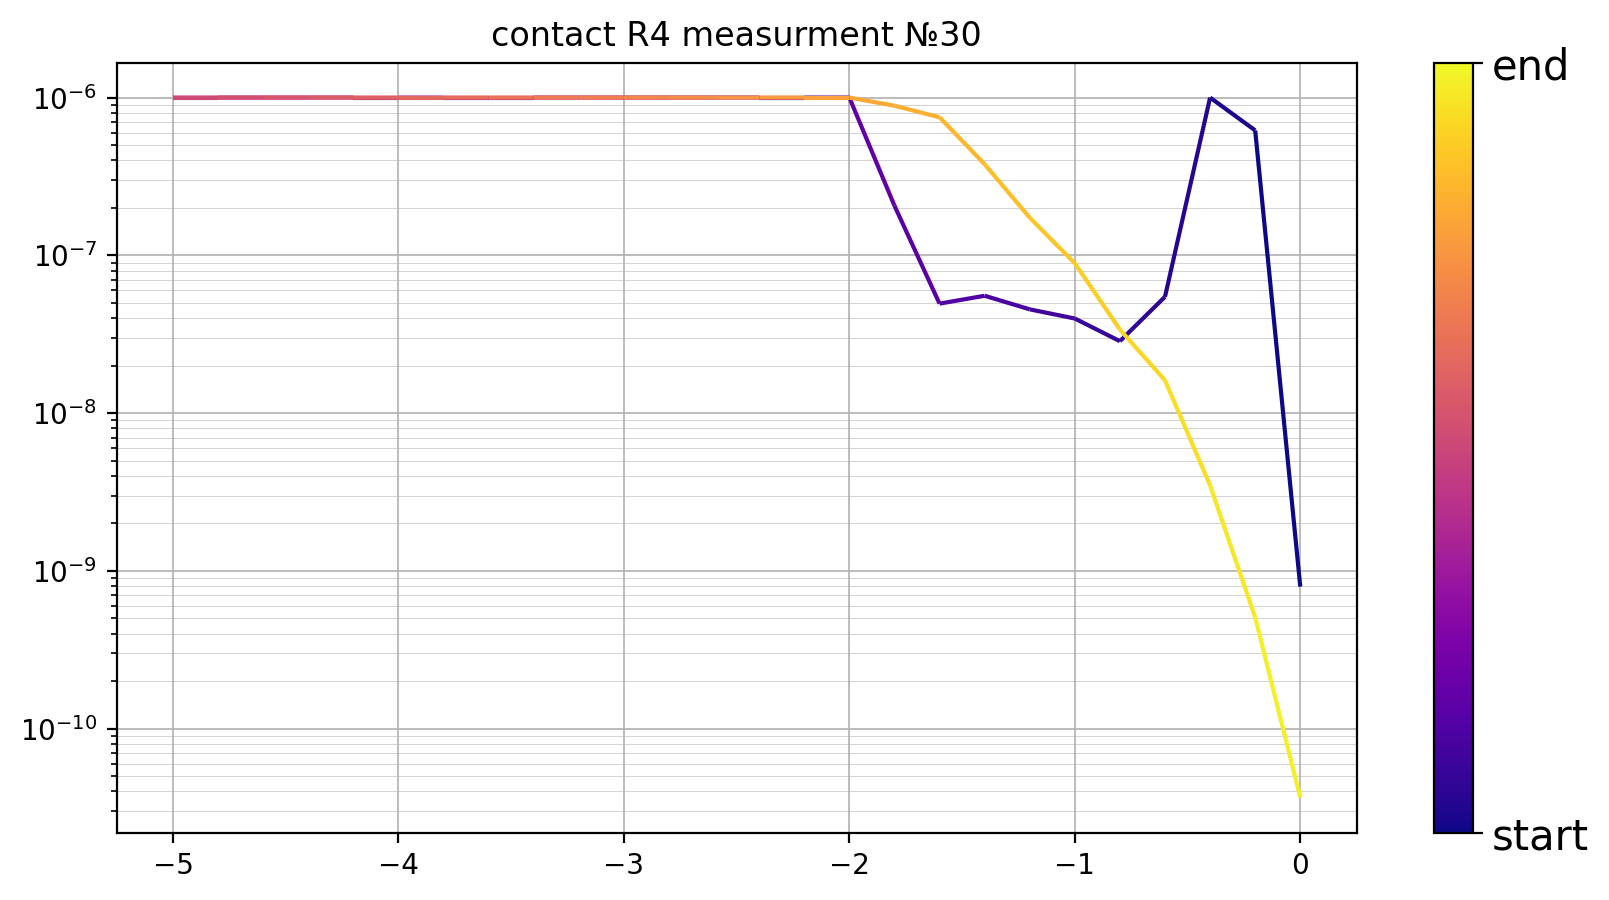 contact R4 measurment №30
10⁻⁶
10⁻⁷
10⁻⁸
10⁻⁹
10⁻¹⁰
−5 −4 −3 −2 −1 0
end
start